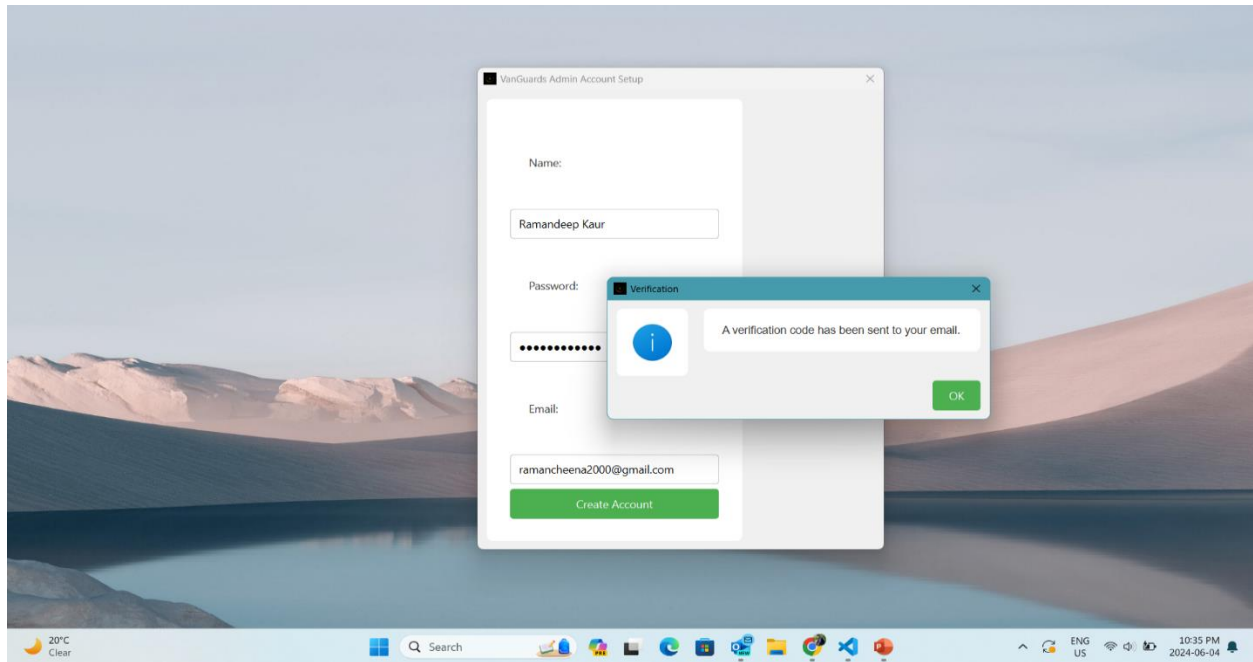 VanGuards Admin Account Setup
Name:
Ramandeep Kaur
Password:
Verification
A verification code has been sent to your email.
OK
Email:
ramancheena2000@gmail.com
Create Account
20°C
Clear
Search
ENG
US
10:35 PM
2024-06-04